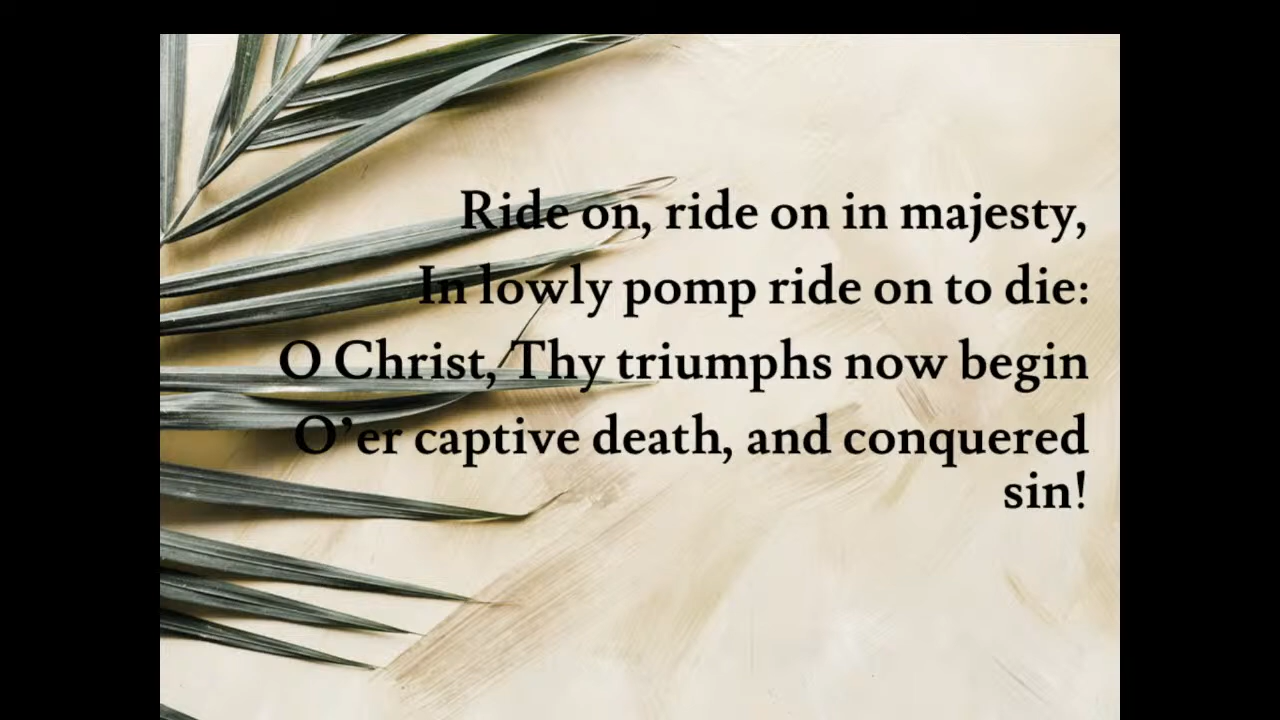 Ride on, ride on in majesty,
In lowly pomp ride on to die:
O Christ, Thy triumphs now begin
O’er captive death, and conquered
sin!